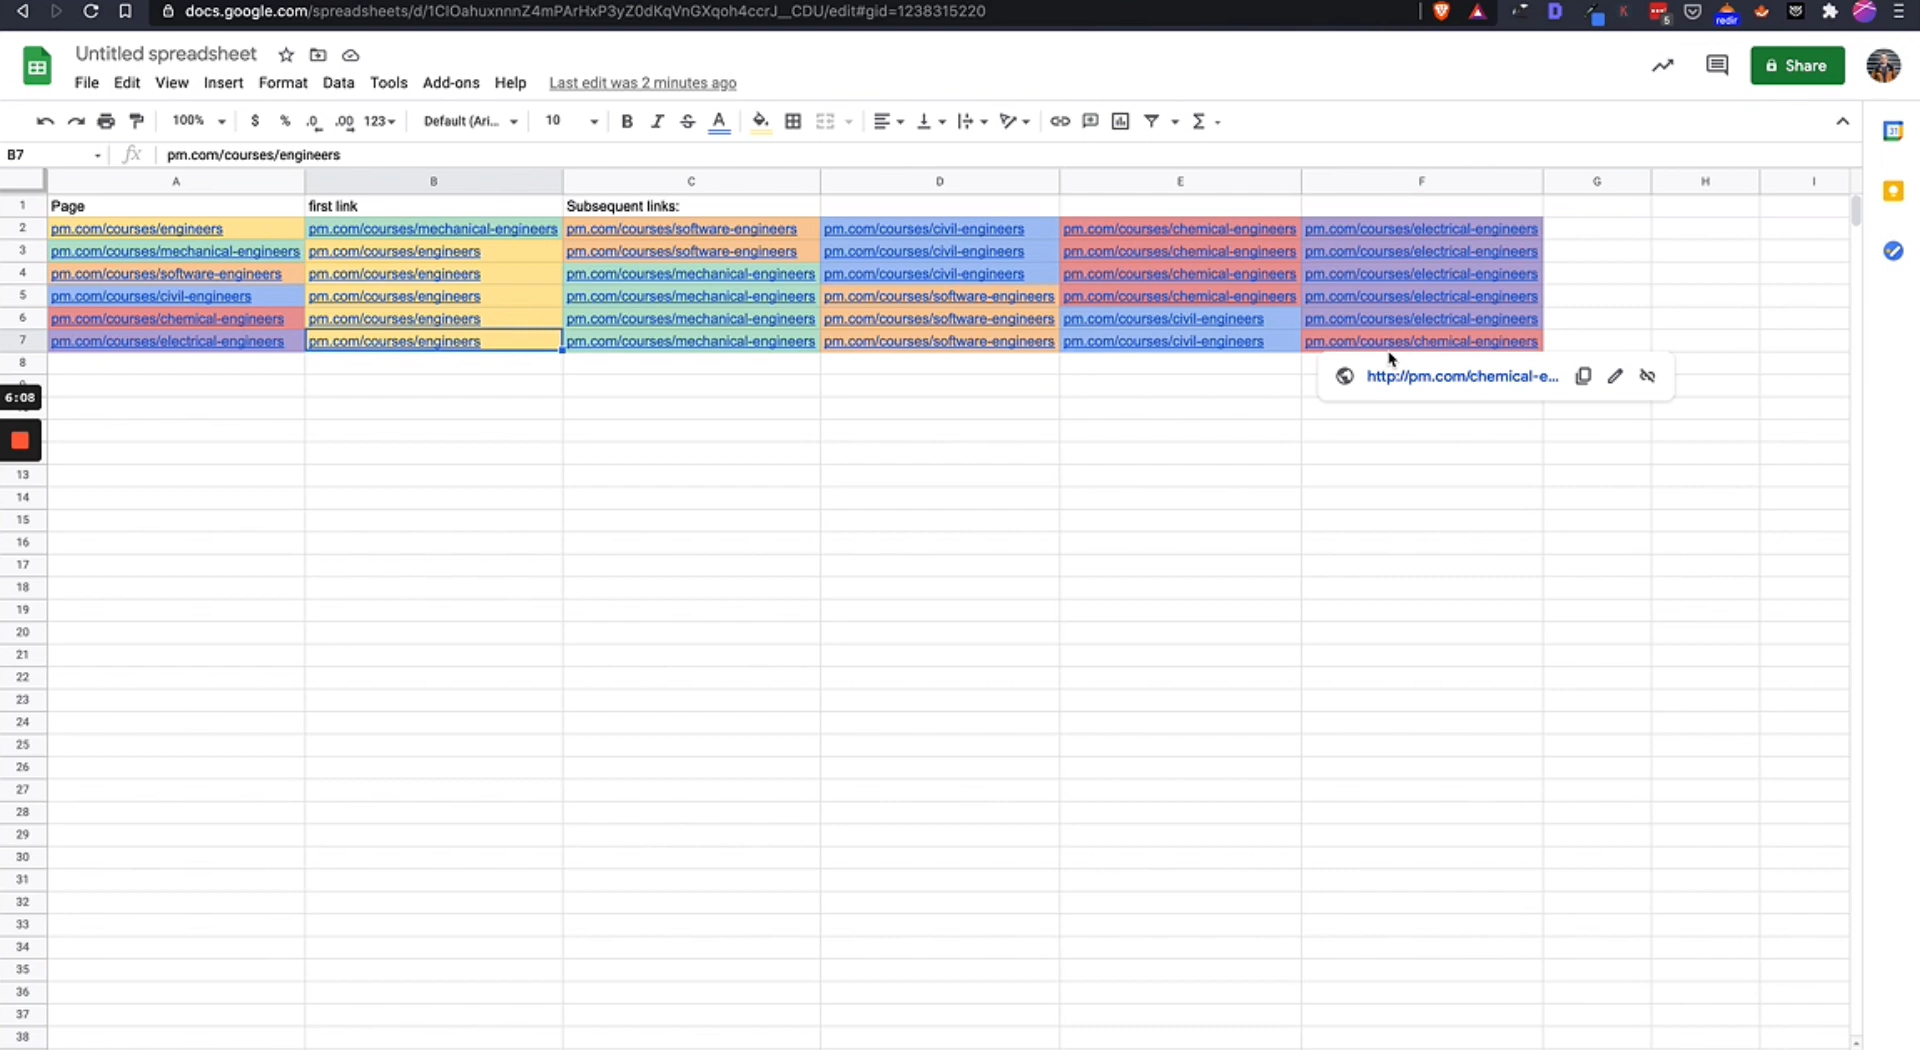 docs.google.com/spreadsheets/d/1ClOahuxnnnZ4mPArHxP3yZ0dKqVnGXqoh4ccrJ__CDU/edit#gid=1238315220
Untitled spreadsheet
File Edit View Insert Format Data Tools Add-ons Help Last edit was 2 minutes ago
Share
100% $ % .0 .00 123 Default (Ari... 10 B I S A Σ
B7 fx pm.com/courses/engineers
A B C D E F G H I
1 Page first link Subsequent links:
2 pm.com/courses/engineers pm.com/courses/mechanical-engineers pm.com/courses/software-engineers pm.com/courses/civil-engineers pm.com/courses/chemical-engineers pm.com/courses/electrical-engineers
3 pm.com/courses/mechanical-engineers pm.com/courses/engineers pm.com/courses/software-engineers pm.com/courses/civil-engineers pm.com/courses/chemical-engineers pm.com/courses/electrical-engineers
4 pm.com/courses/software-engineers pm.com/courses/engineers pm.com/courses/mechanical-engineers pm.com/courses/civil-engineers pm.com/courses/chemical-engineers pm.com/courses/electrical-engineers
5 pm.com/courses/civil-engineers pm.com/courses/engineers pm.com/courses/mechanical-engineers pm.com/courses/software-engineers pm.com/courses/chemical-engineers pm.com/courses/electrical-engineers
6 pm.com/courses/chemical-engineers pm.com/courses/engineers pm.com/courses/mechanical-engineers pm.com/courses/software-engineers pm.com/courses/civil-engineers pm.com/courses/electrical-engineers
7 pm.com/courses/electrical-engineers pm.com/courses/engineers pm.com/courses/mechanical-engineers pm.com/courses/software-engineers pm.com/courses/civil-engineers pm.com/courses/chemical-engineers
8
http://pm.com/chemical-e...
6:08
13
14
15
16
17
18
19
20
21
22
23
24
25
26
27
28
29
30
31
32
33
34
35
36
37
38
31
redir
5
D
K